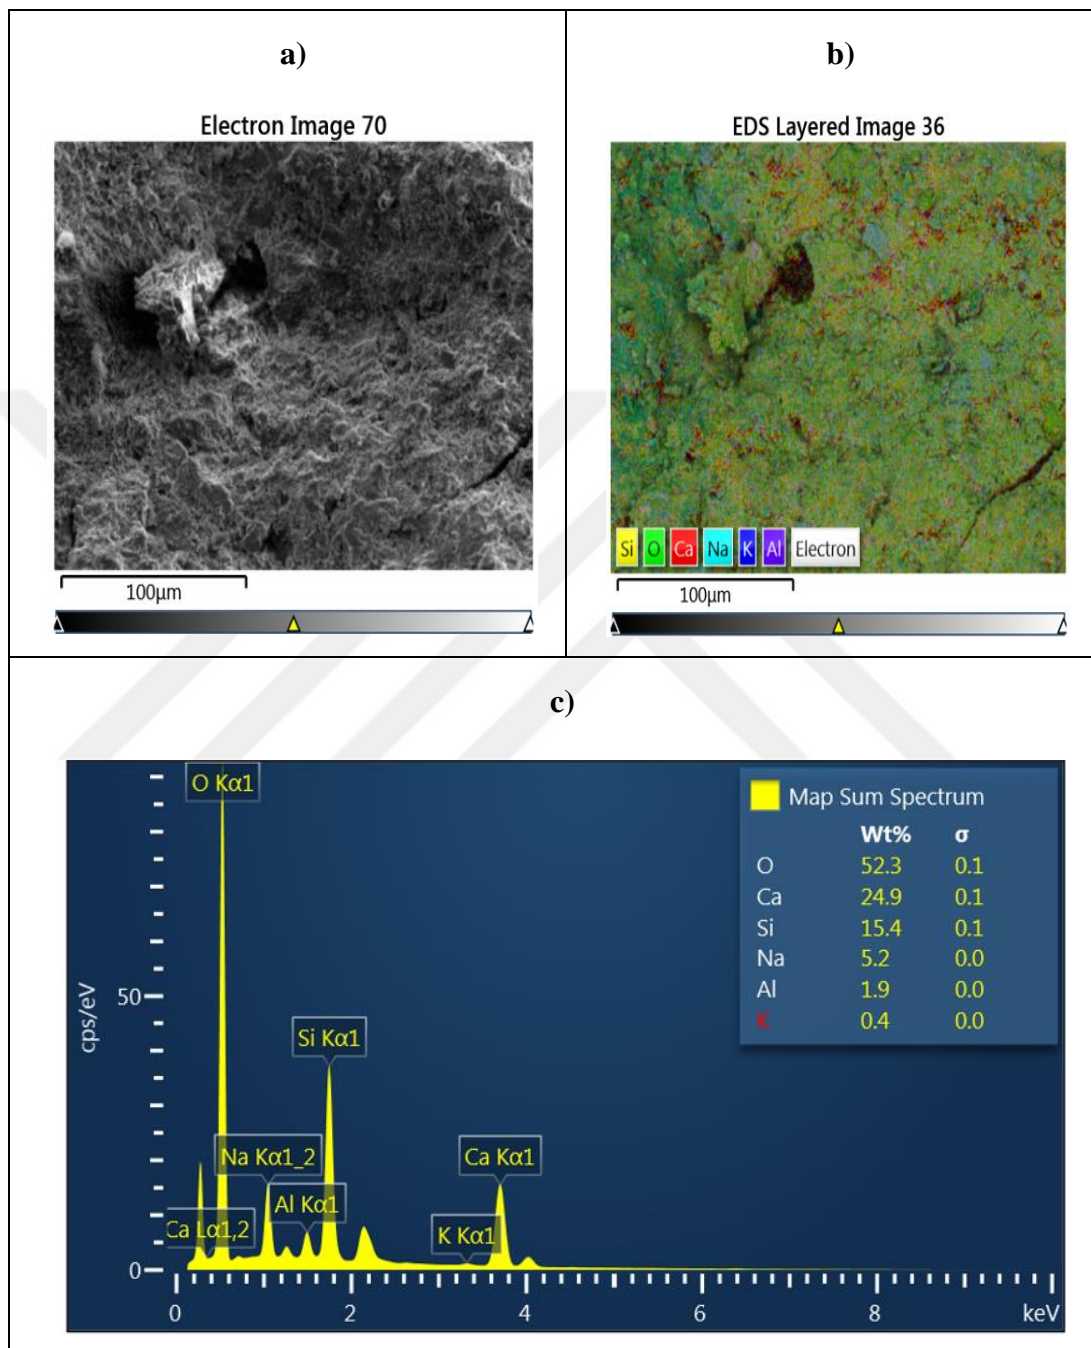 a)
b)
Electron Image 70
EDS Layered Image 36
Si O Ca Na K Al Electron
100µm
100µm
c)
O Kα1
Map Sum Spectrum
Wt% σ
O 52.3 0.1
Ca 24.9 0.1
Si 15.4 0.1
Na 5.2 0.0
Al 1.9 0.0
K 0.4 0.0
cps/eV
50
Si Kα1
Na Kα1_2
Ca Kα1
Al Kα1
Ca Lα1,2
K Kα1
0
0 2 4 6 8 keV